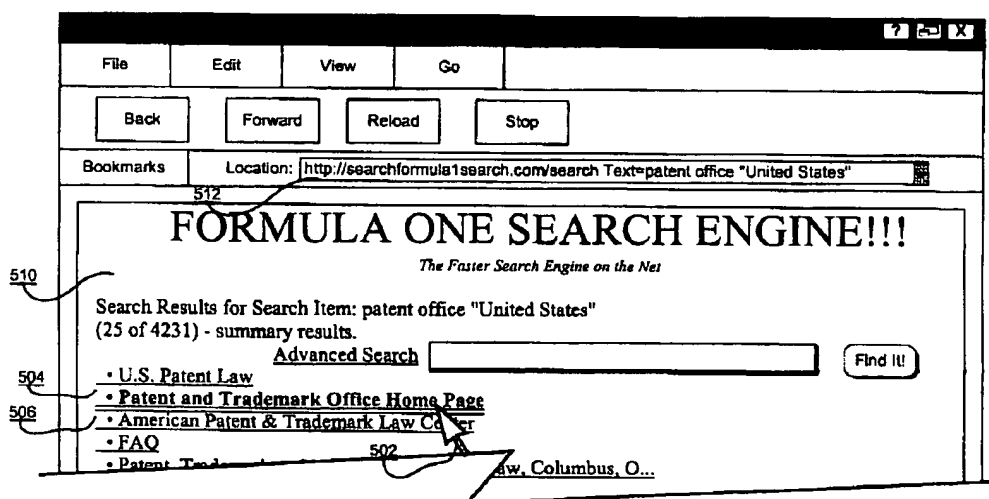 ? X
File Edit View Go
Back Forward Reload Stop
Bookmarks Location: http://searchformula1search.com/search Text=patent office "United States"
512
FORMULA ONE SEARCH ENGINE!!!
The Faster Search Engine on the Net
510
Search Results for Search Item: patent office "United States"
(25 of 4231) - summary results.
Advanced Search Find It!
504 • U.S. Patent Law
• Patent and Trademark Office Home Page
506 • American Patent & Trademark Law Center
• FAQ
502
• Patent, Columbus, O...